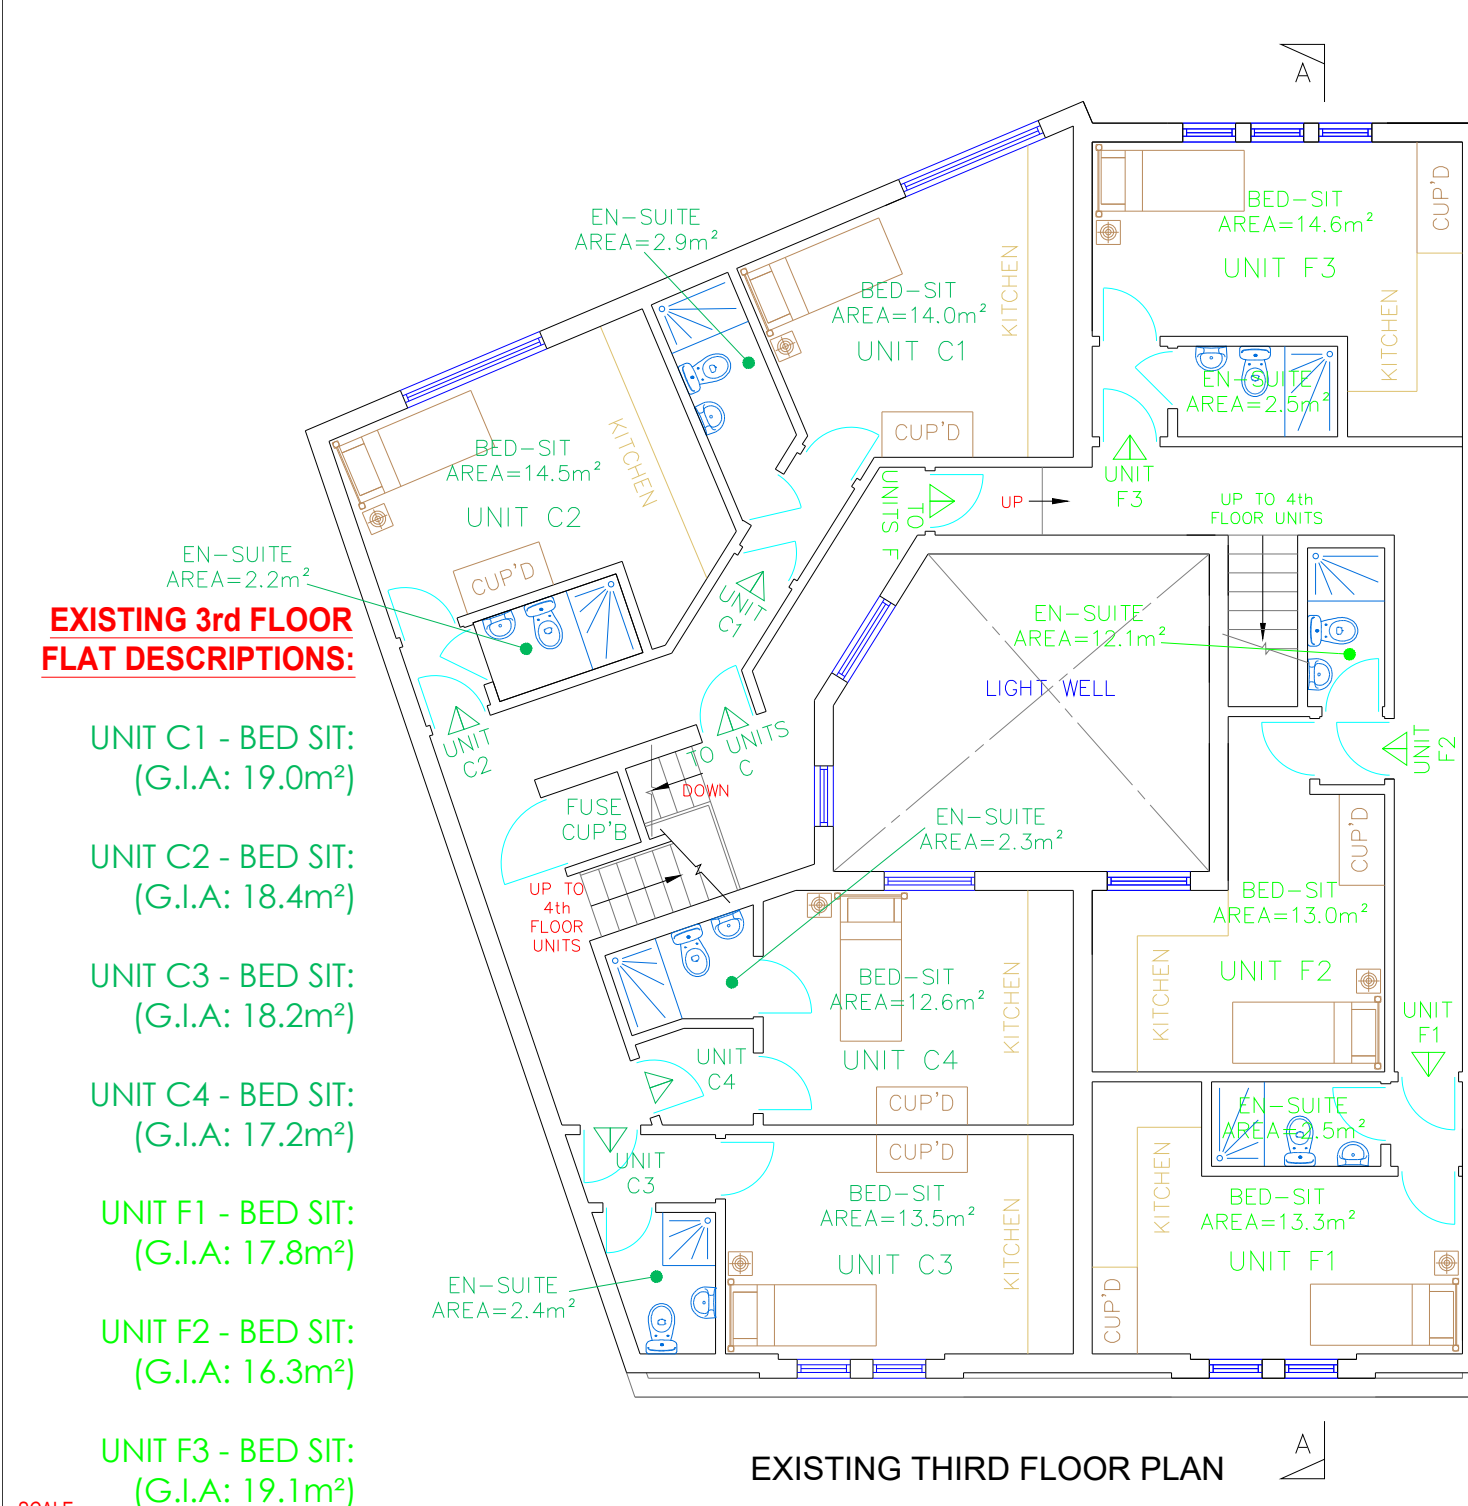 A
EN-SUITE
AREA=2.9m²
BED-SIT
AREA=14.0m²
UNIT C1
KITCHEN
CUP'D
BED-SIT
AREA=14.6m²
UNIT F3
CUP'D
KITCHEN
EN-SUITE
AREA=2.5m²
UNIT
F3
BED-SIT
AREA=14.5m²
UNIT C2
KITCHEN
CUP'D
EN-SUITE
AREA=2.2m²
TO
UNITS F
UP
UP TO 4th
FLOOR UNITS
UNIT
C1
EN-SUITE
AREA=12.1m²
LIGHT WELL
EXISTING 3rd FLOOR
FLAT DESCRIPTIONS:
UNIT C1 - BED SIT:
(G.I.A: 19.0m²)
UNIT C2 - BED SIT:
(G.I.A: 18.4m²)
UNIT C3 - BED SIT:
(G.I.A: 18.2m²)
UNIT C4 - BED SIT:
(G.I.A: 17.2m²)
UNIT F1 - BED SIT:
(G.I.A: 17.8m²)
UNIT F2 - BED SIT:
(G.I.A: 16.3m²)
UNIT F3 - BED SIT:
(G.I.A: 19.1m²)
UNIT
C2
TO UNITS
C
DOWN
FUSE
CUP'B
UP TO
4th
FLOOR
UNITS
EN-SUITE
AREA=2.3m²
UNIT
F2
CUP'D
BED-SIT
AREA=13.0m²
UNIT F2
KITCHEN
BED-SIT
AREA=12.6m²
UNIT C4
KITCHEN
CUP'D
UNIT
C4
UNIT
F1
EN-SUITE
AREA=2.5m²
UNIT
C3
CUP'D
BED-SIT
AREA=13.5m²
UNIT C3
KITCHEN
KITCHEN
BED-SIT
AREA=13.3m²
UNIT F1
CUP'D
EN-SUITE
AREA=2.4m²
EXISTING THIRD FLOOR PLAN
A